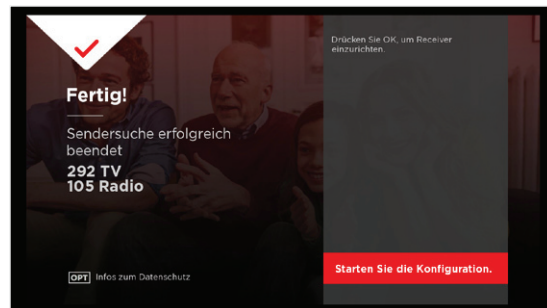 Fertig!
Sendersuche erfolgreich
beendet
292 TV
105 Radio
OPT Infos zum Datenschutz
Drücken Sie OK, um Receiver
einzurichten.
Starten Sie die Konfiguration.